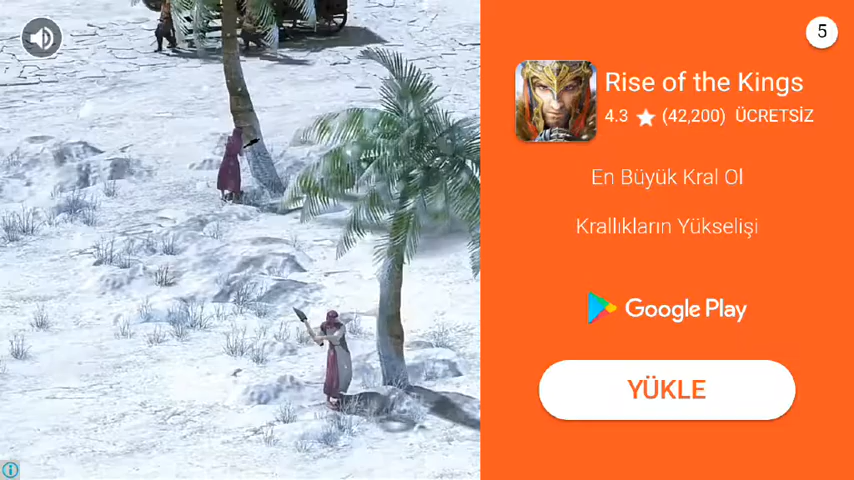 5
Rise of the Kings
4.3 ★ (42,200) ÜCRETSİZ
En Büyük Kral Ol
Krallıkların Yükselişi
Google Play
YÜKLE